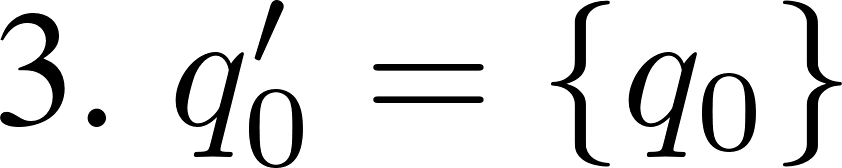 3. $q'_0 = \{q_0\}$